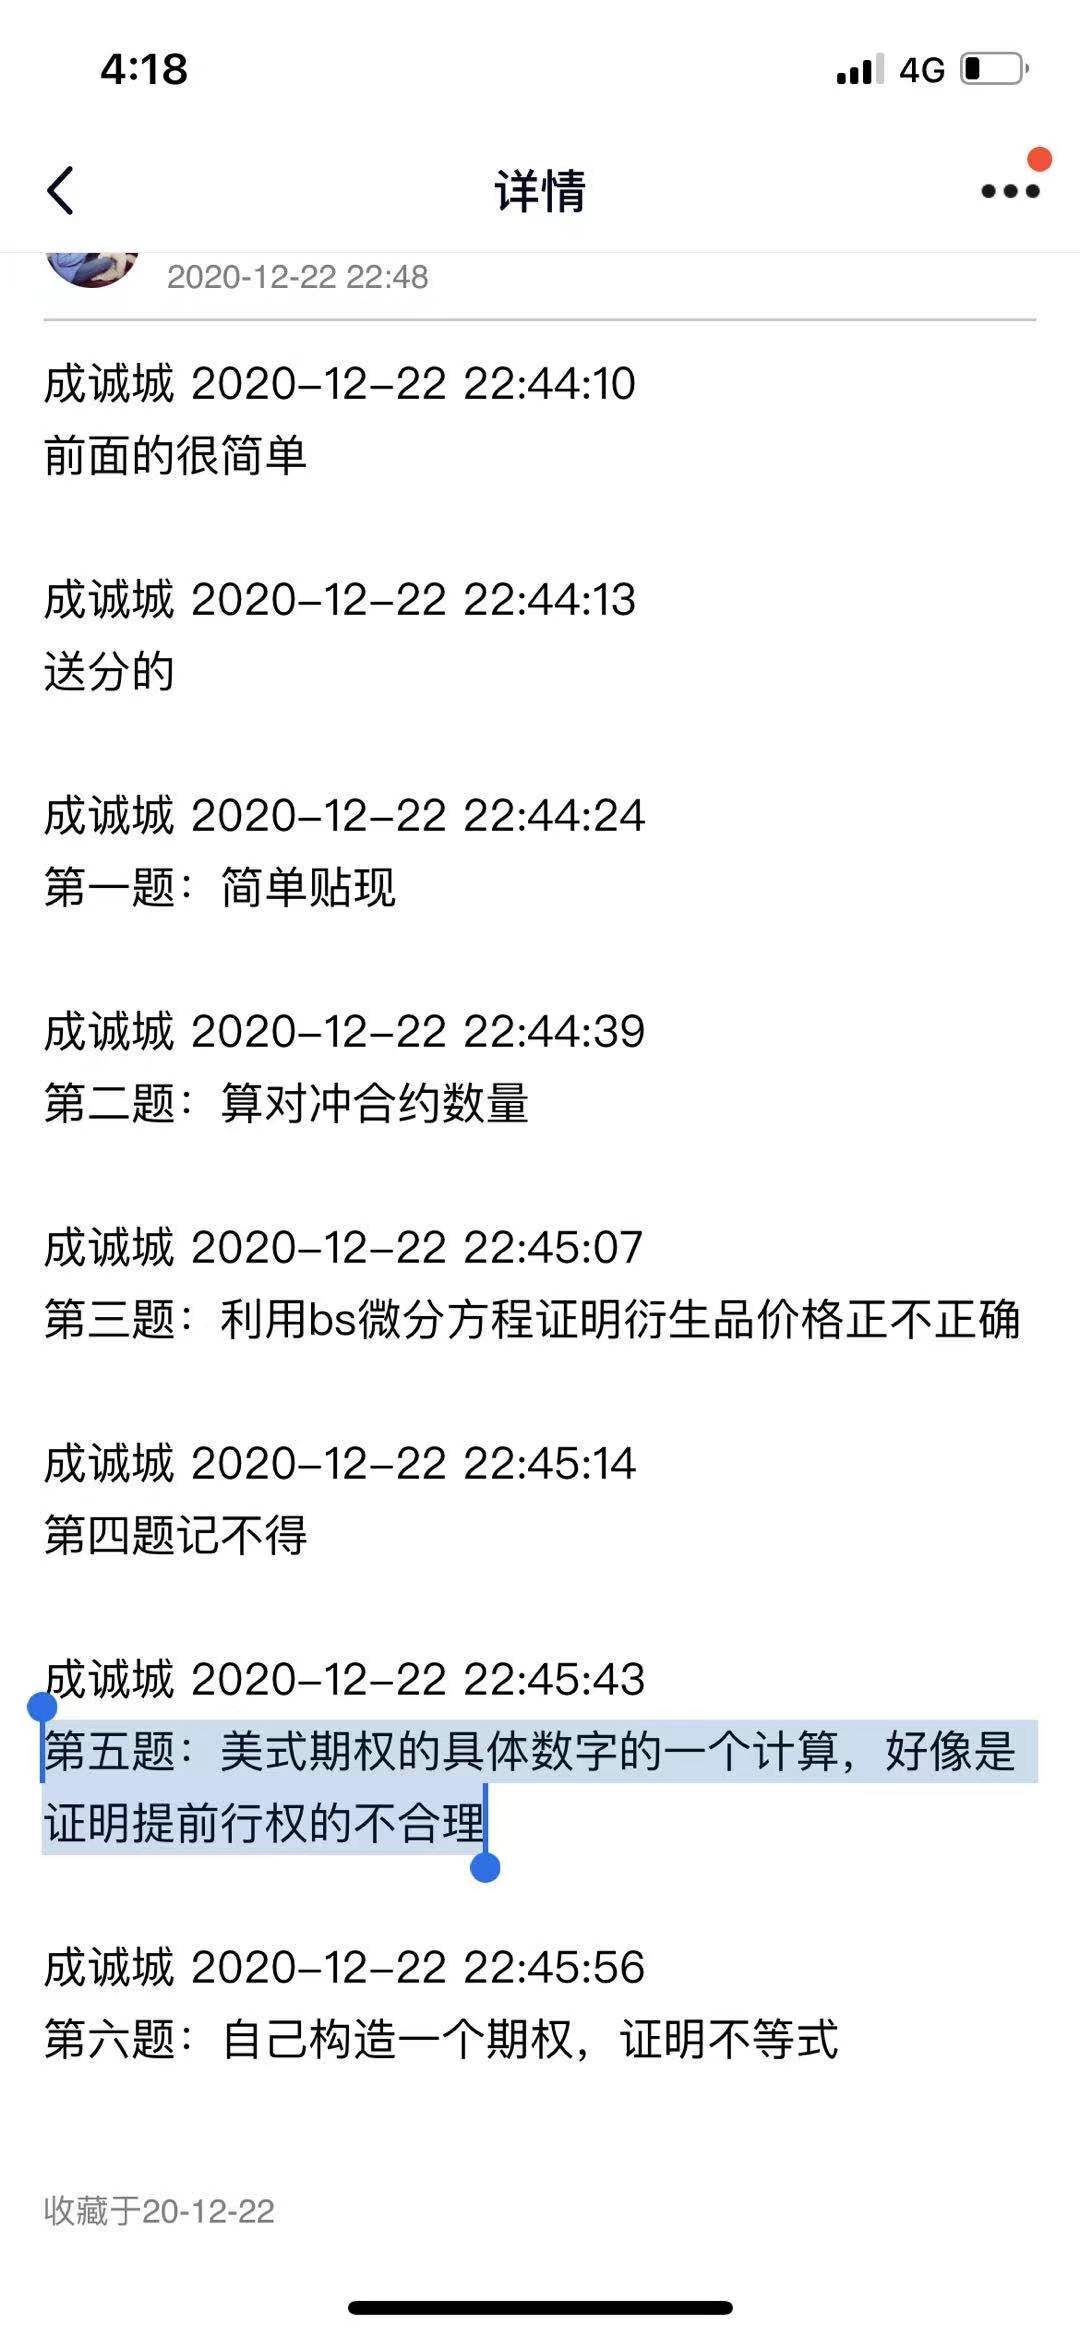 4:18
4G
详情
2020-12-22 22:48
成诚城 2020-12-22 22:44:10
前面的很简单
成诚城 2020-12-22 22:44:13
送分的
成诚城 2020-12-22 22:44:24
第一题：简单贴现
成诚城 2020-12-22 22:44:39
第二题：算对冲合约数量
成诚城 2020-12-22 22:45:07
第三题：利用bs微分方程证明衍生品价格正不正确
成诚城 2020-12-22 22:45:14
第四题记不得
成诚城 2020-12-22 22:45:43
第五题：美式期权的具体数字的一个计算，好像是
证明提前行权的不合理
成诚城 2020-12-22 22:45:56
第六题：自己构造一个期权，证明不等式
收藏于20-12-22